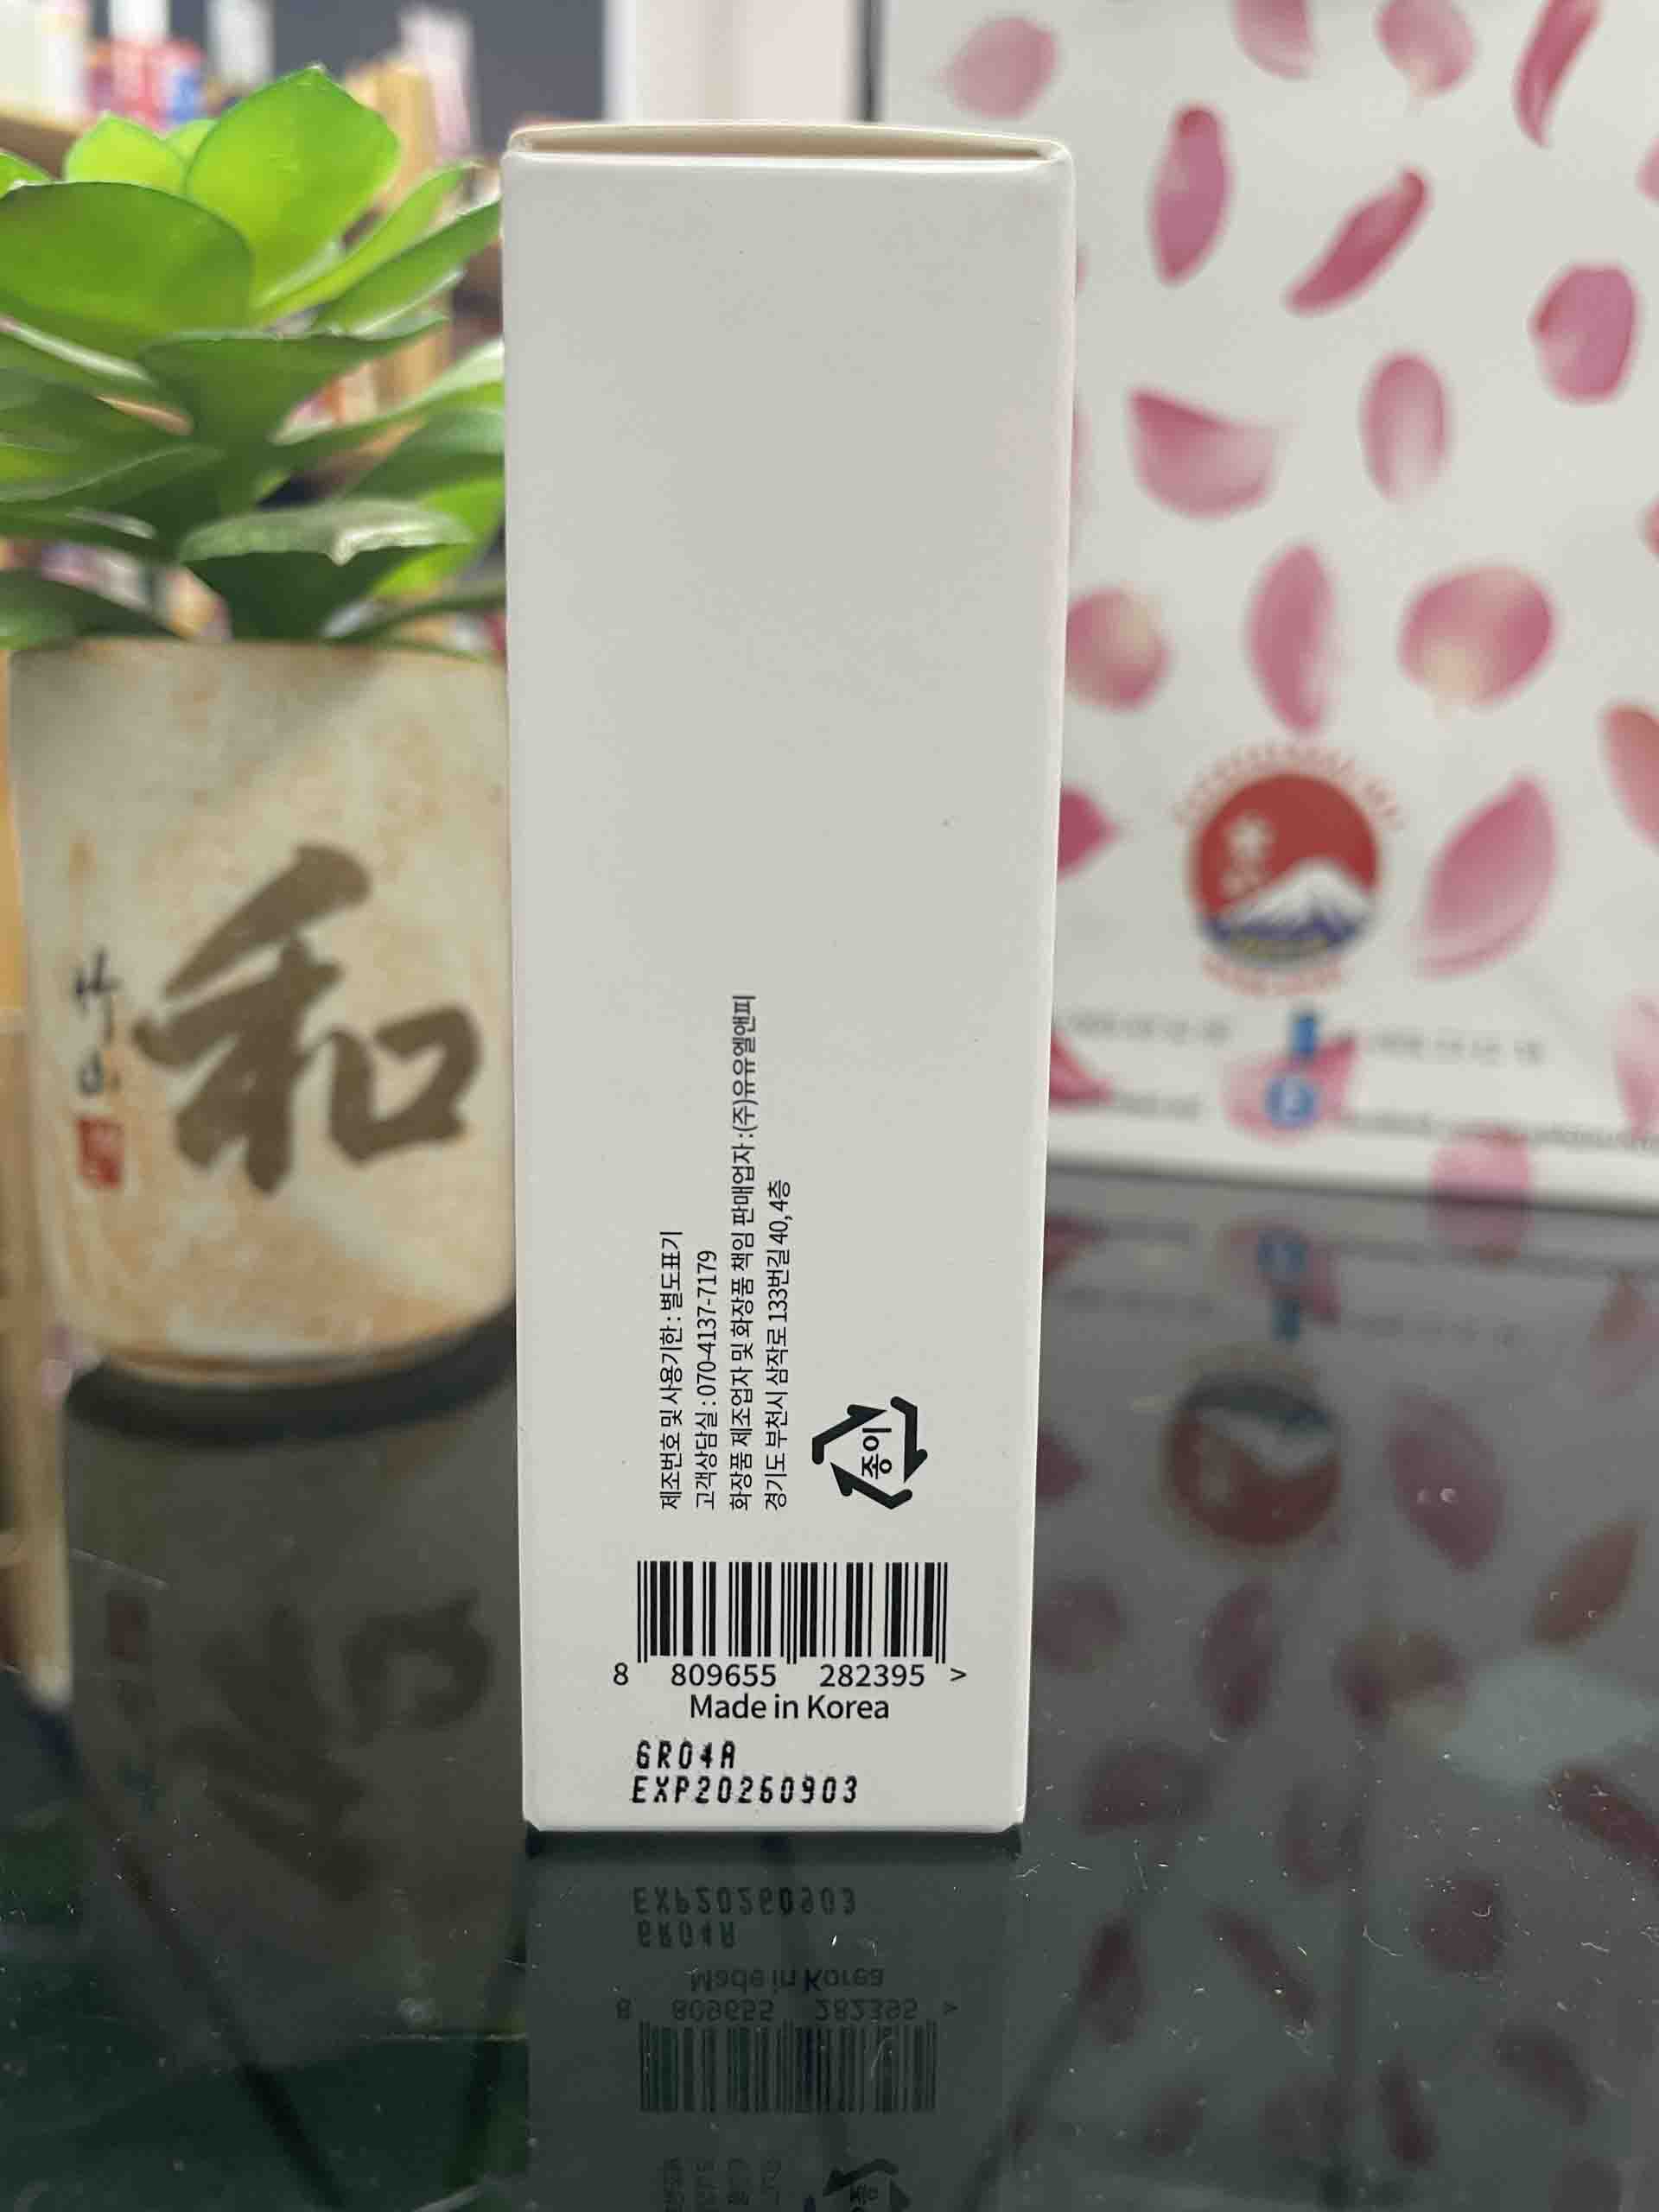 제조번호 및 사용기한 : 별도표기
고객상담실 : 070-4137-7179
화장품 제조업자 및 화장품 책임 판매업자 : (주)유유엘앤피
경기도 부천시 삼작로 133번길 40, 4층
종이
8 809655 282395 >
Made in Korea
GR04A
EXP20260903
和